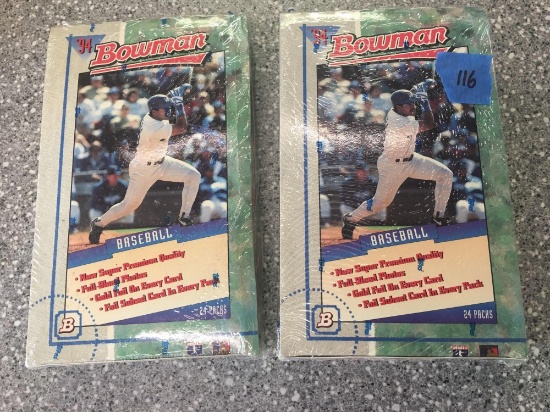 '94
Bowman
BASEBALL
• New Super Premium Quality
• Full-Bleed Photos
• Gold Foil On Every Card
• Foil Subset Card In Every Pack
B
24 PACKS
'94
Bowman
116
BASEBALL
• New Super Premium Quality
• Full-Bleed Photos
• Gold Foil On Every Card
• Foil Subset Card In Every Pack
B
24 PACKS